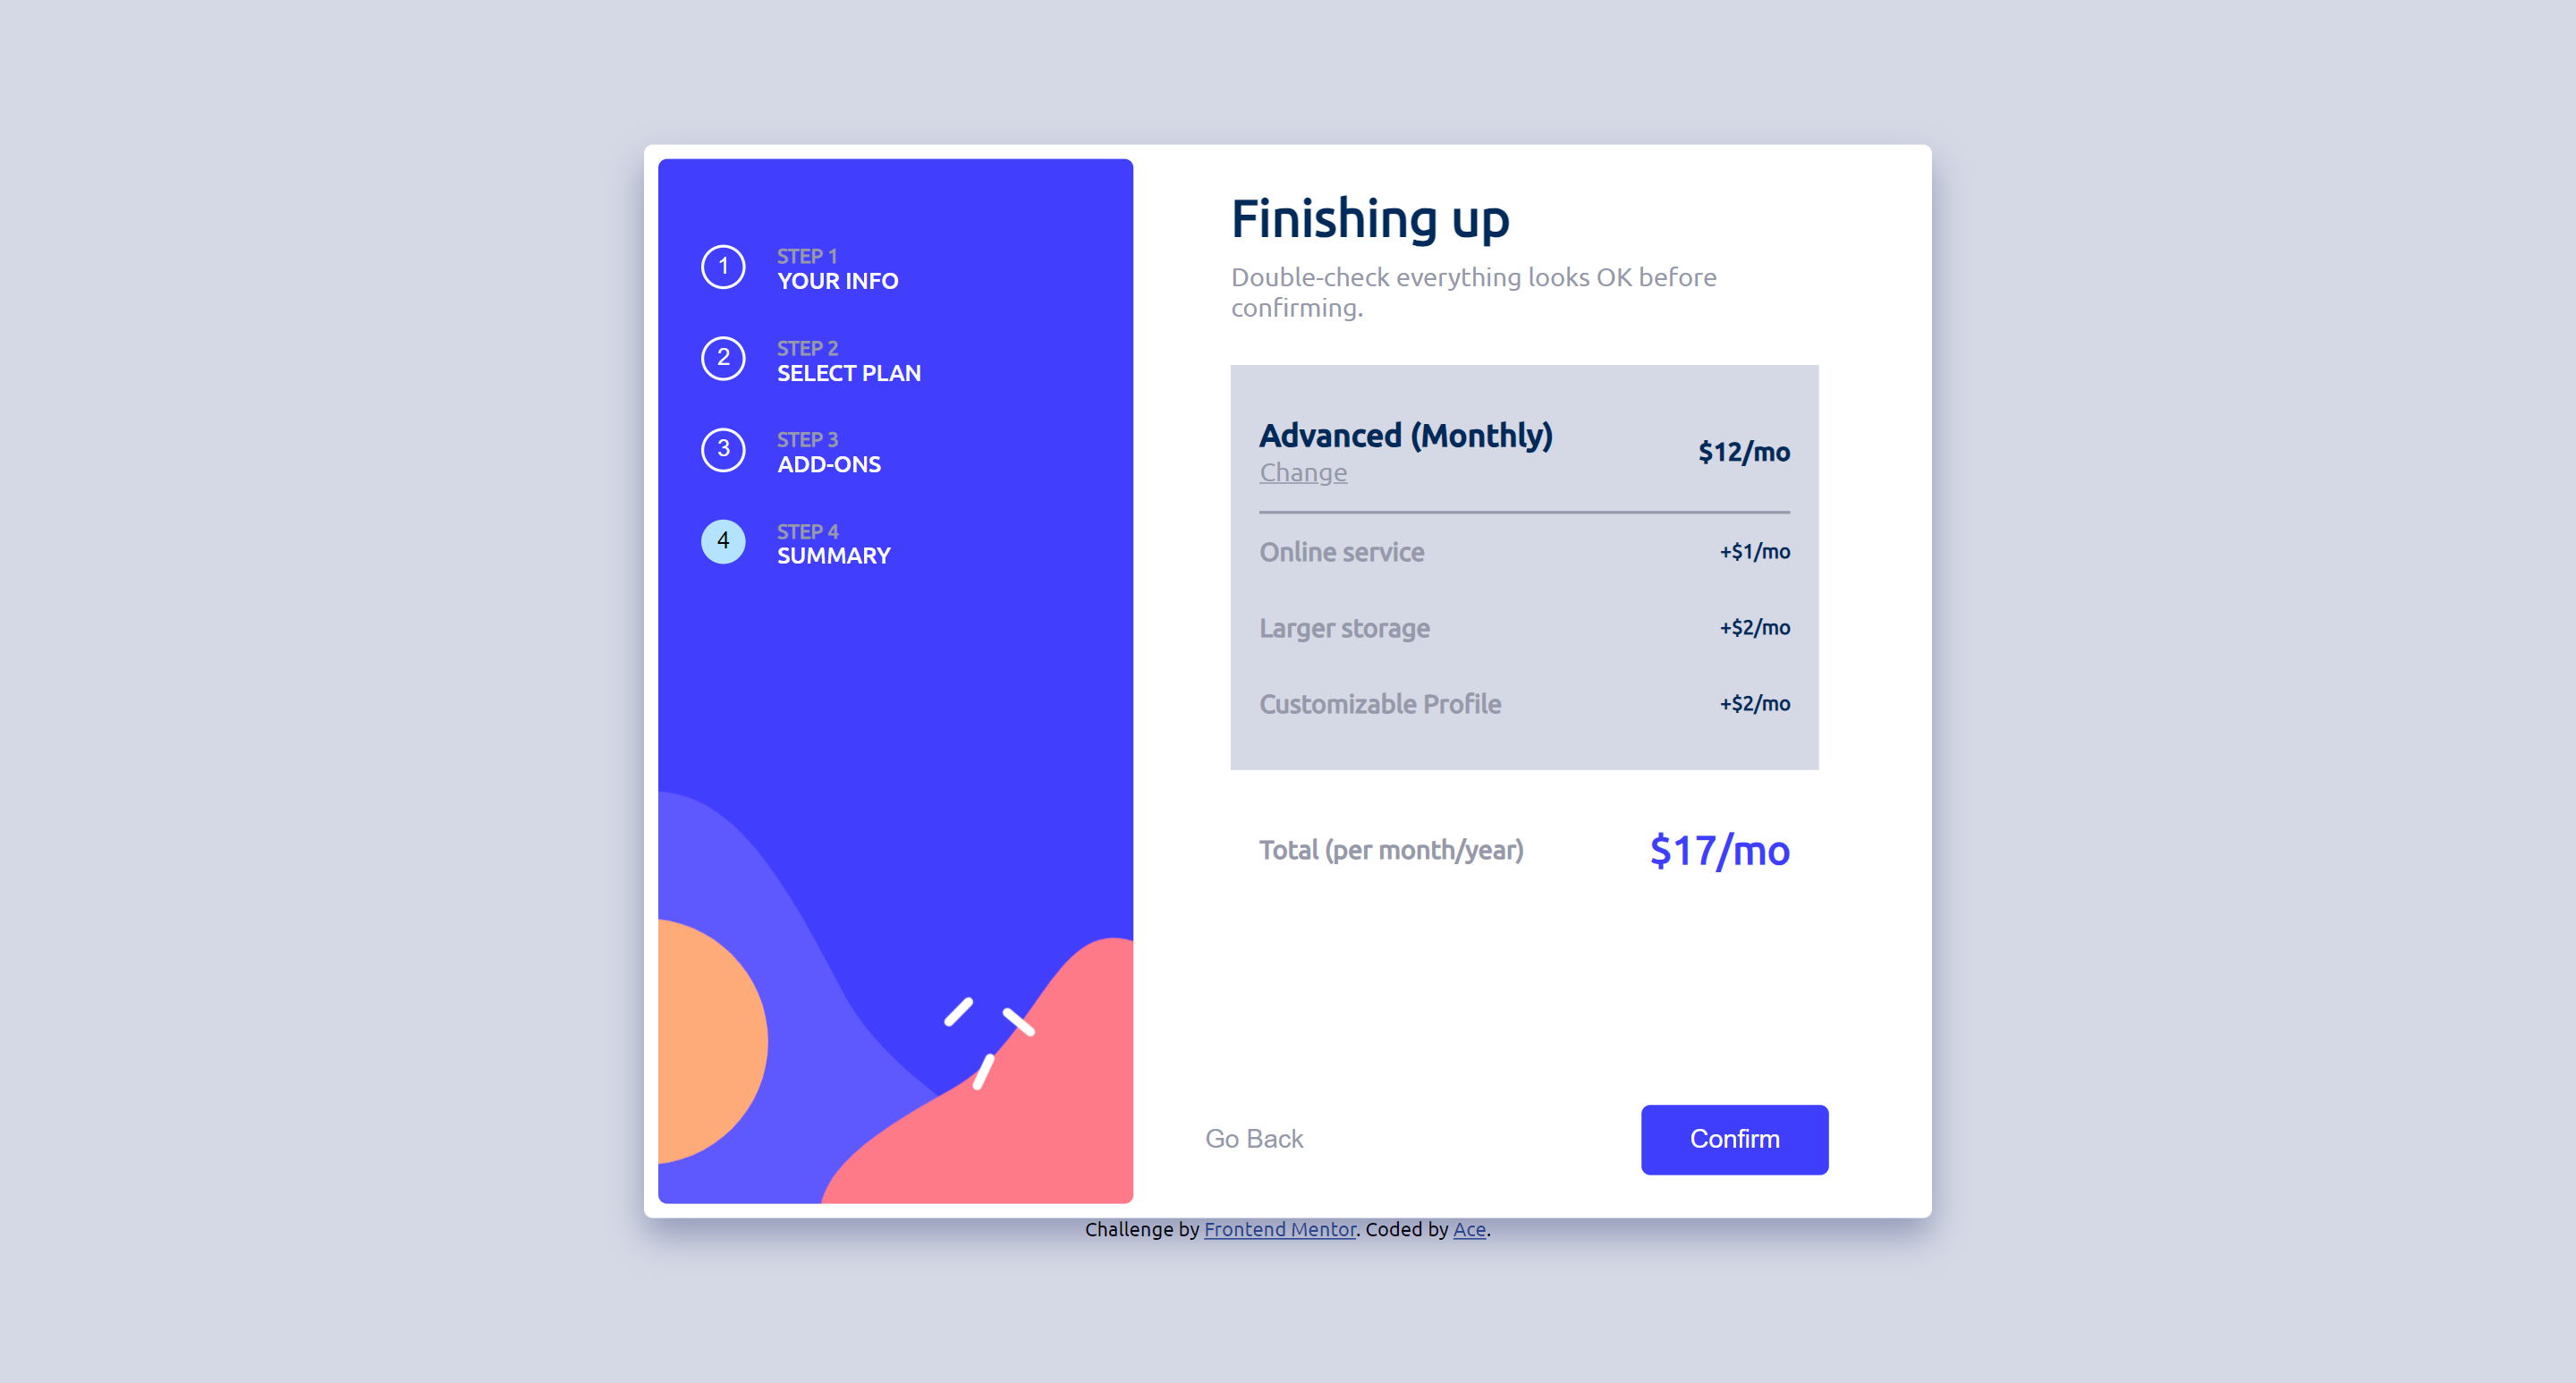 1
STEP 1
YOUR INFO
2
STEP 2
SELECT PLAN
3
STEP 3
ADD-ONS
4
STEP 4
SUMMARY
Finishing up
Double-check everything looks OK before
confirming.
Advanced (Monthly)
Change
$12/mo
Online service +$1/mo
Larger storage +$2/mo
Customizable Profile +$2/mo
Total (per month/year) $17/mo
Go Back
Confirm
Challenge by Frontend Mentor. Coded by Ace.